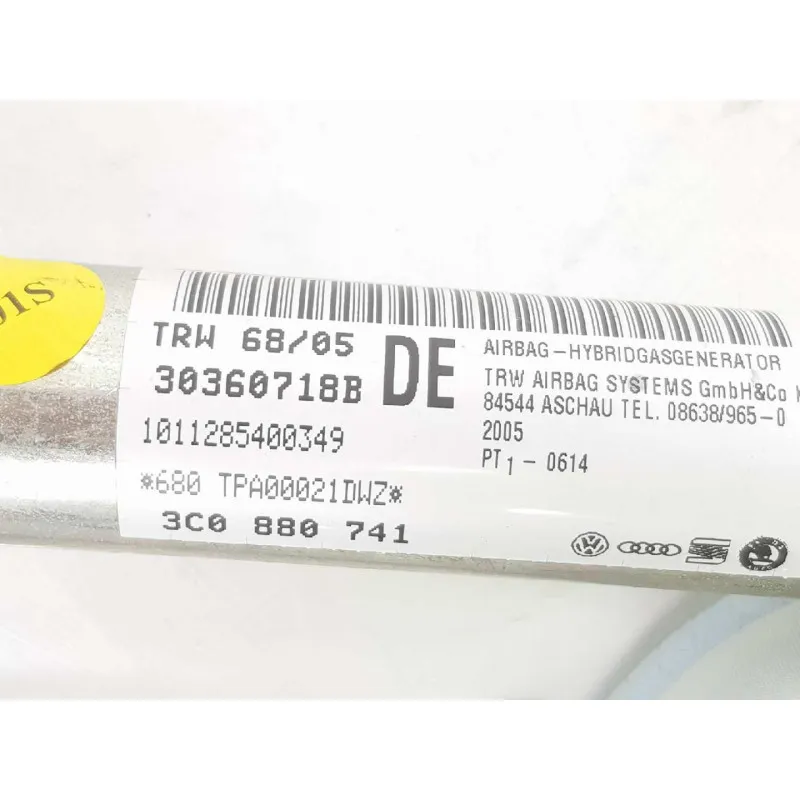 01S
TRW 68/05
30360718B
DE
1011285400349
*680 TPA00021DWZ*
3C0 880 741
AIRBAG-HYBRIDGASGENERATOR
TRW AIRBAG SYSTEMS GmbH&Co
84544 ASCHAU TEL. 08638/965-0
2005
PT1 - 0614